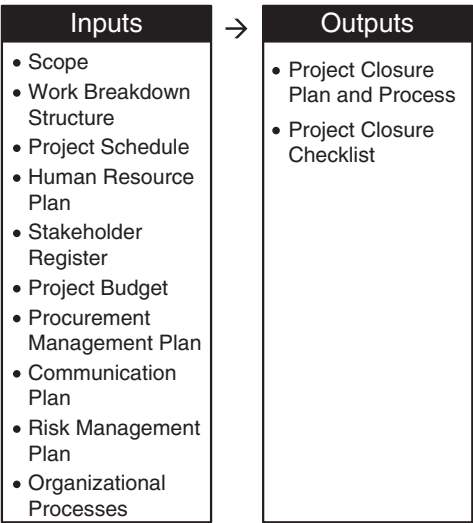 Inputs
→
Outputs
• Scope
• Work Breakdown
Structure
• Project Schedule
• Human Resource
Plan
• Stakeholder
Register
• Project Budget
• Procurement
Management Plan
• Communication
Plan
• Risk Management
Plan
• Organizational
Processes
• Project Closure
Plan and Process
• Project Closure
Checklist